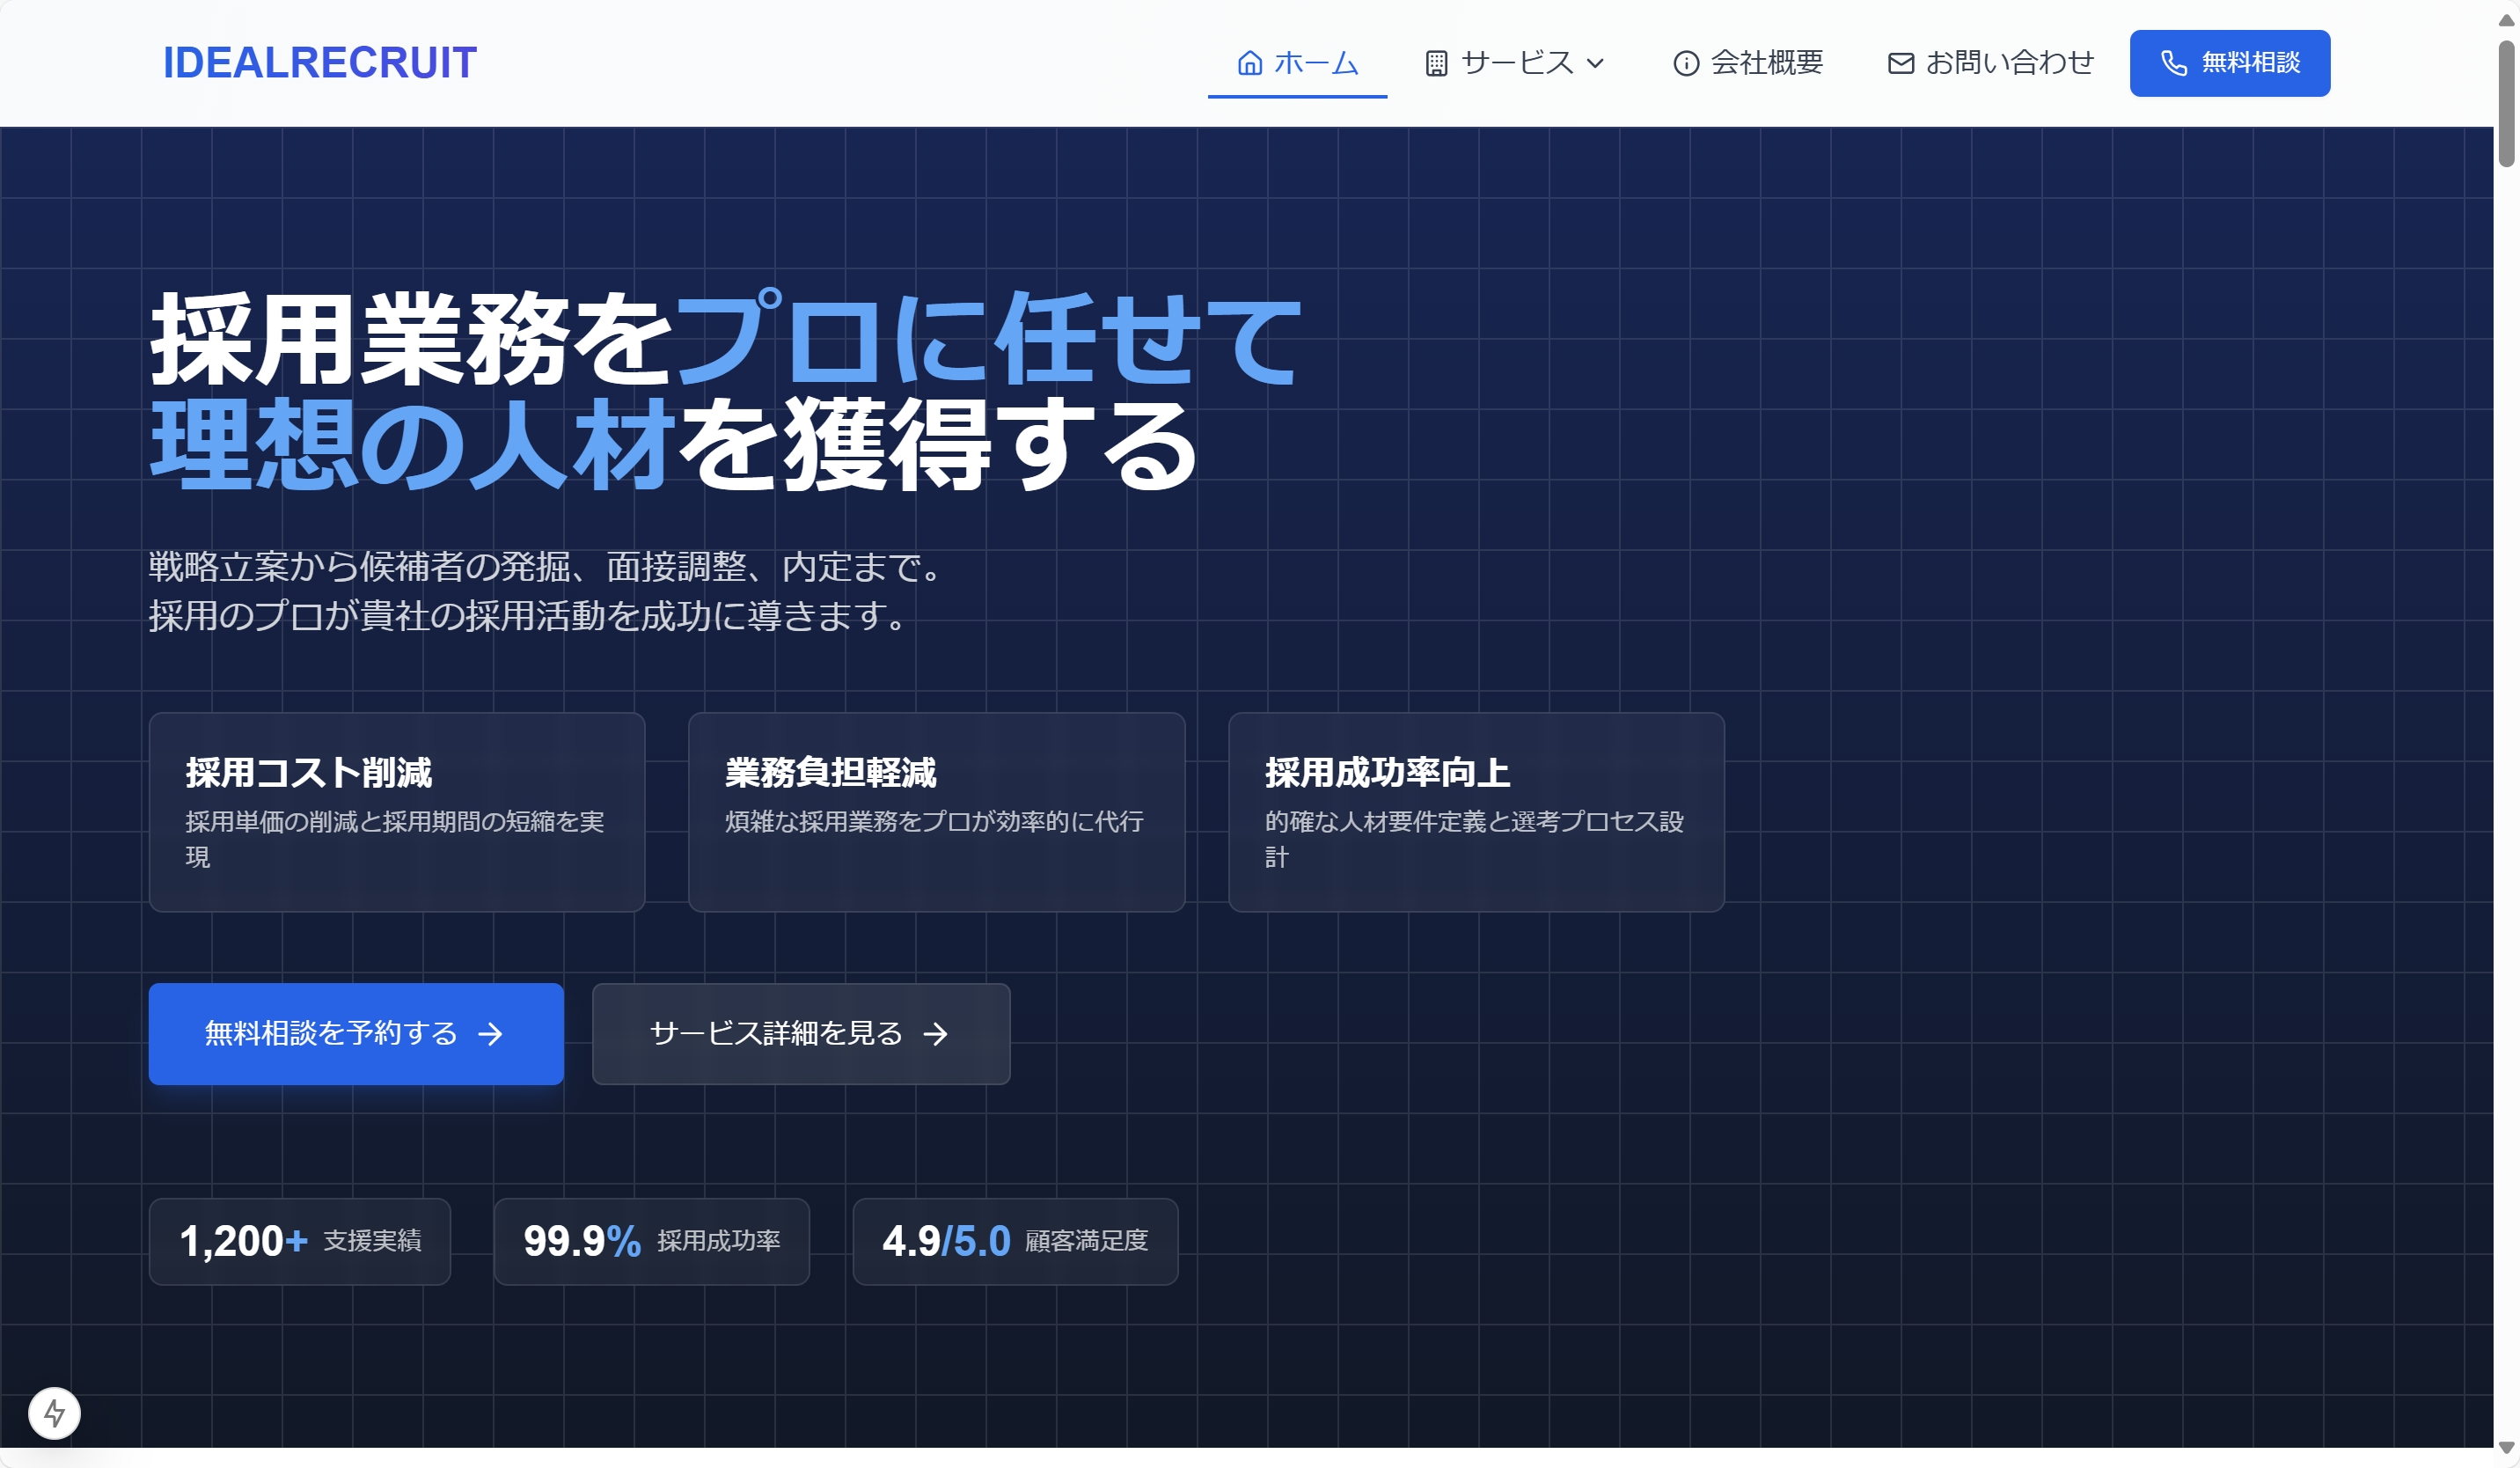 IDEALRECRUIT
ホーム
サービス
会社概要
お問い合わせ
無料相談
採用業務をプロに任せて
理想の人材を獲得する
戦略立案から候補者の発掘、面接調整、内定まで。
採用のプロが貴社の採用活動を成功に導きます。
採用コスト削減
採用単価の削減と採用期間の短縮を実
現
業務負担軽減
煩雑な採用業務をプロが効率的に代行
採用成功率向上
的確な人材要件定義と選考プロセス設
計
無料相談を予約する
サービス詳細を見る
1,200+ 支援実績
99.9% 採用成功率
4.9/5.0 顧客満足度